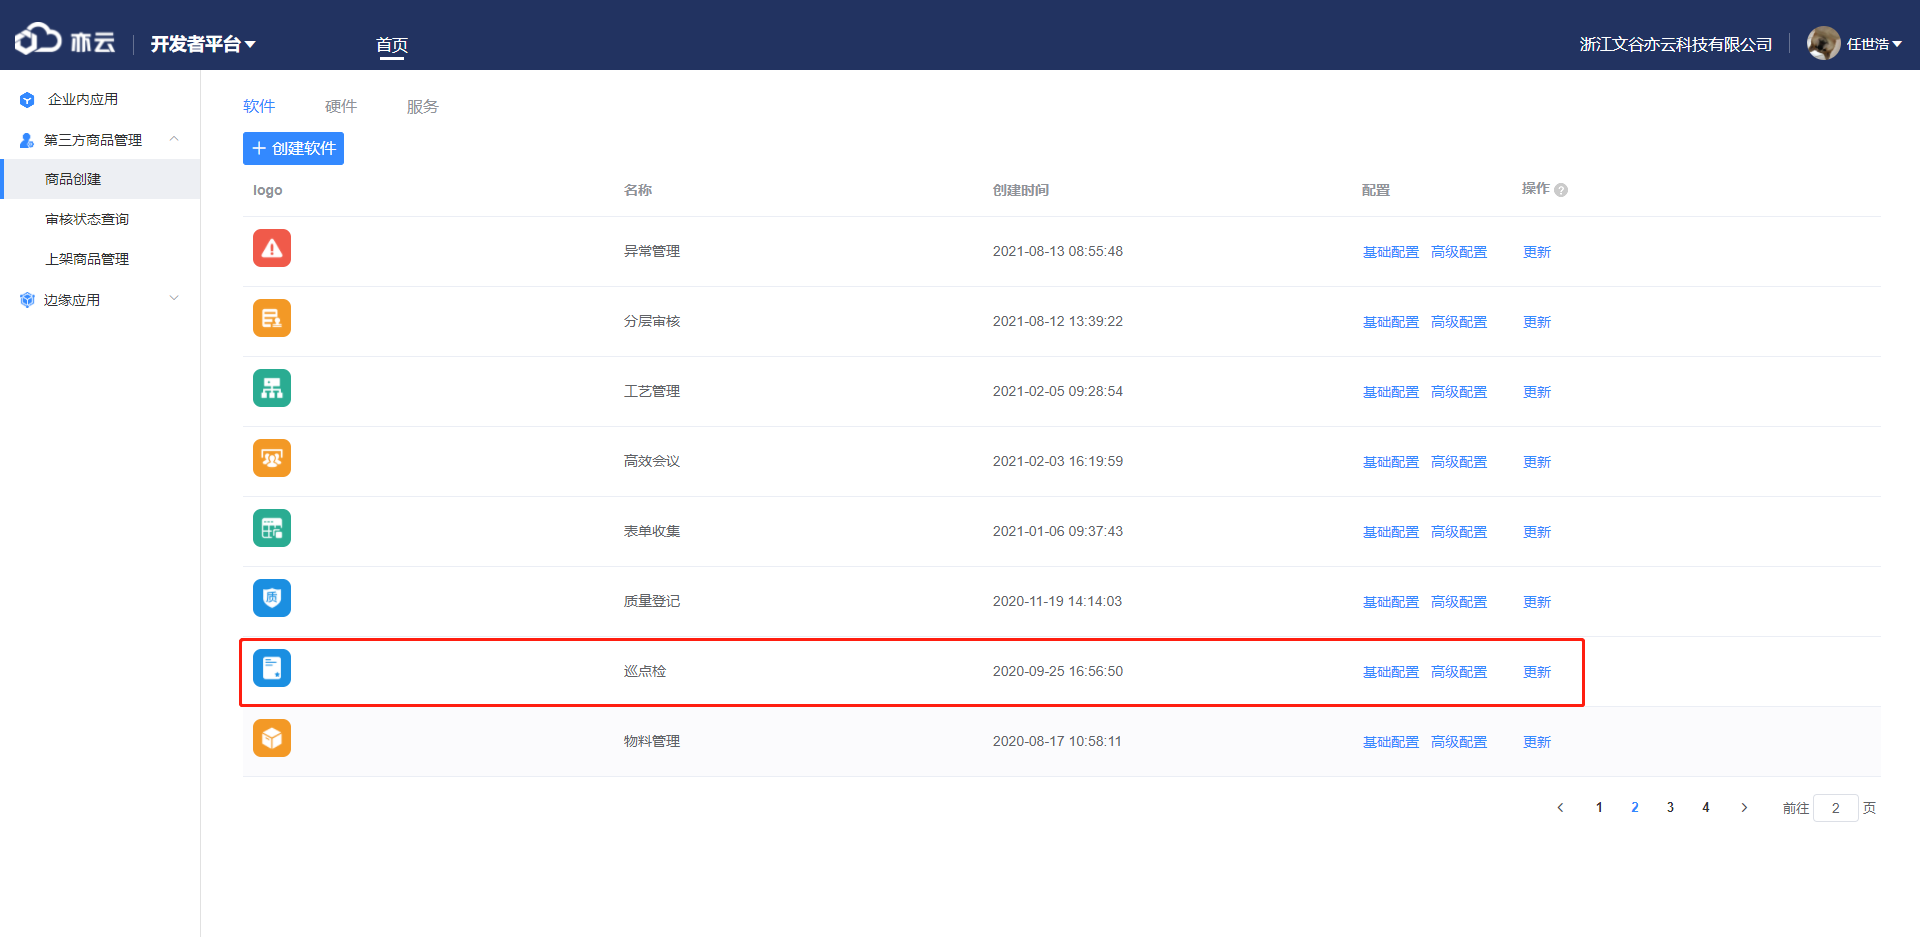 亦云 开发者平台 首页 浙江文谷亦云科技有限公司 任世浩
企业内应用
第三方商品管理
商品创建
审核状态查询
上架商品管理
边缘应用
软件 硬件 服务
+ 创建软件
logo 名称 创建时间 配置 操作 ?
异常管理 2021-08-13 08:55:48 基础配置 高级配置 更新
分层审核 2021-08-12 13:39:22 基础配置 高级配置 更新
工艺管理 2021-02-05 09:28:54 基础配置 高级配置 更新
高效会议 2021-02-03 16:19:59 基础配置 高级配置 更新
表单收集 2021-01-06 09:37:43 基础配置 高级配置 更新
质 质量登记 2020-11-19 14:14:03 基础配置 高级配置 更新
巡点检 2020-09-25 16:56:50 基础配置 高级配置 更新
物料管理 2020-08-17 10:58:11 基础配置 高级配置 更新
1 2 3 4 前往 2 页